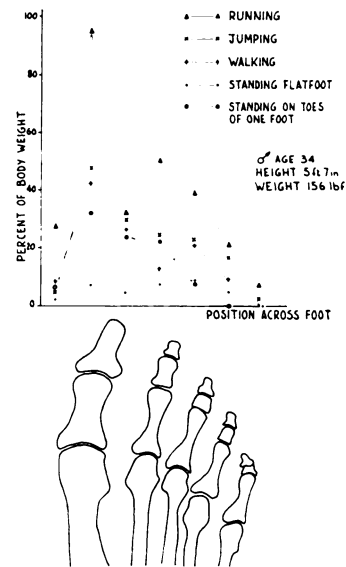 100
80
60
40
20
0
PERCENT OF BODY WEIGHT
RUNNING
JUMPING
WALKING
STANDING FLATFOOT
STANDING ON TOES
OF ONE FOOT
♂ AGE 34
HEIGHT 5ft 7in
WEIGHT 156 lbf
POSITION ACROSS FOOT